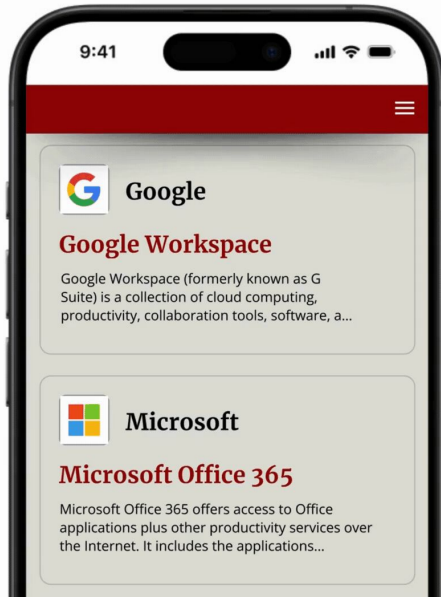 9:41
Google
Google Workspace
Google Workspace (formerly known as G
Suite) is a collection of cloud computing,
productivity, collaboration tools, software, a...
Microsoft
Microsoft Office 365
Microsoft Office 365 offers access to Office
applications plus other productivity services over
the Internet. It includes the applications...